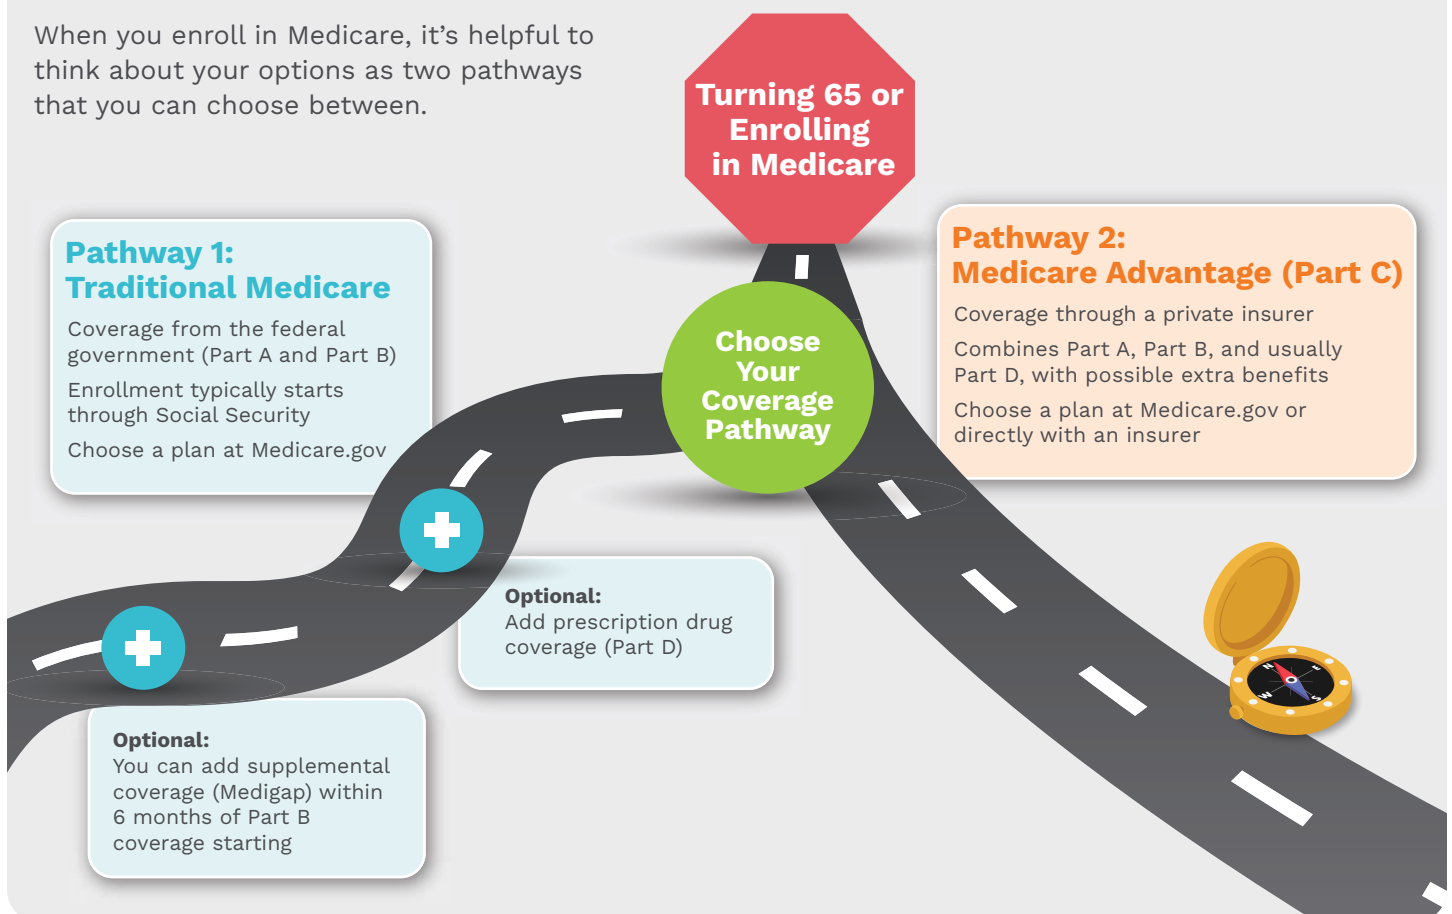 When you enroll in Medicare, it’s helpful to
think about your options as two pathways
that you can choose between.
Turning 65 or
Enrolling
in Medicare
Choose
Your
Coverage
Pathway
Pathway 1:
Traditional Medicare
Coverage from the federal
government (Part A and Part B)
Enrollment typically starts
through Social Security
Choose a plan at Medicare.gov
Optional:
Add prescription drug
coverage (Part D)
Optional:
You can add supplemental
coverage (Medigap) within
6 months of Part B
coverage starting
Pathway 2:
Medicare Advantage (Part C)
Coverage through a private insurer
Combines Part A, Part B, and usually
Part D, with possible extra benefits
Choose a plan at Medicare.gov or
directly with an insurer
N
E
W
S